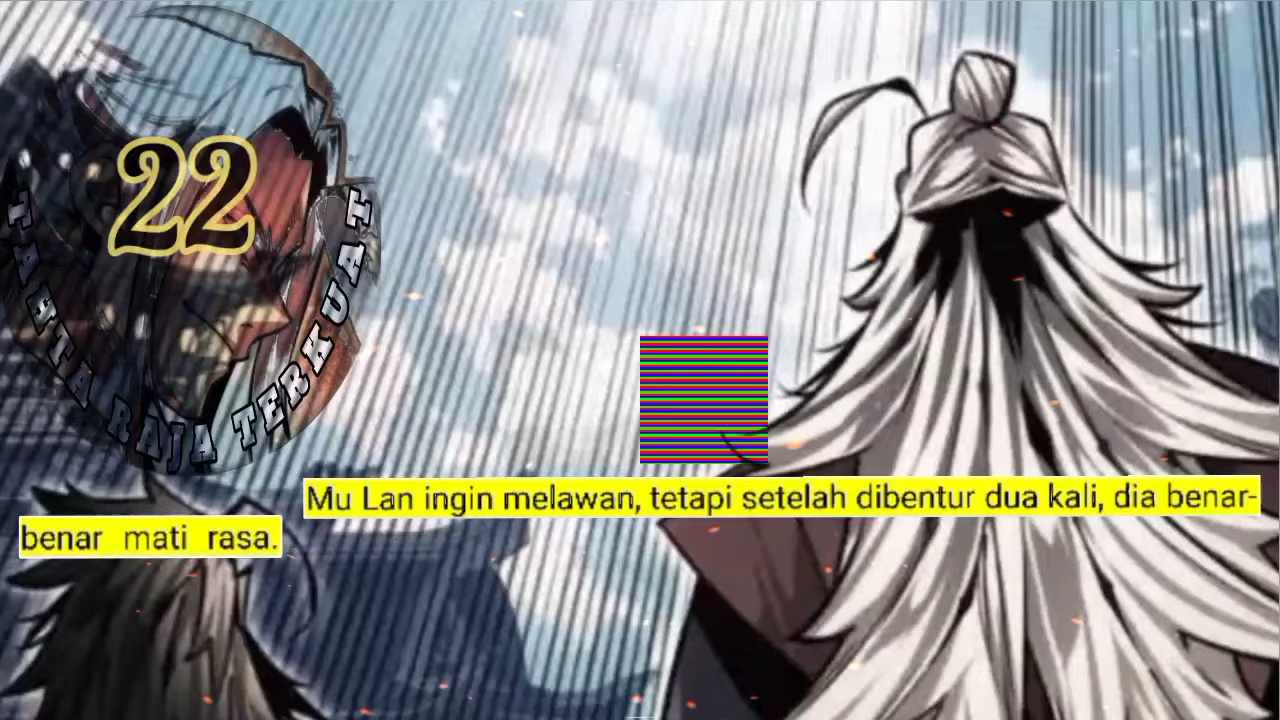 22
TAHTA RAJA TERKUAT
Mu Lan ingin melawan, tetapi setelah dibentur dua kali, dia benar-
benar mati rasa.